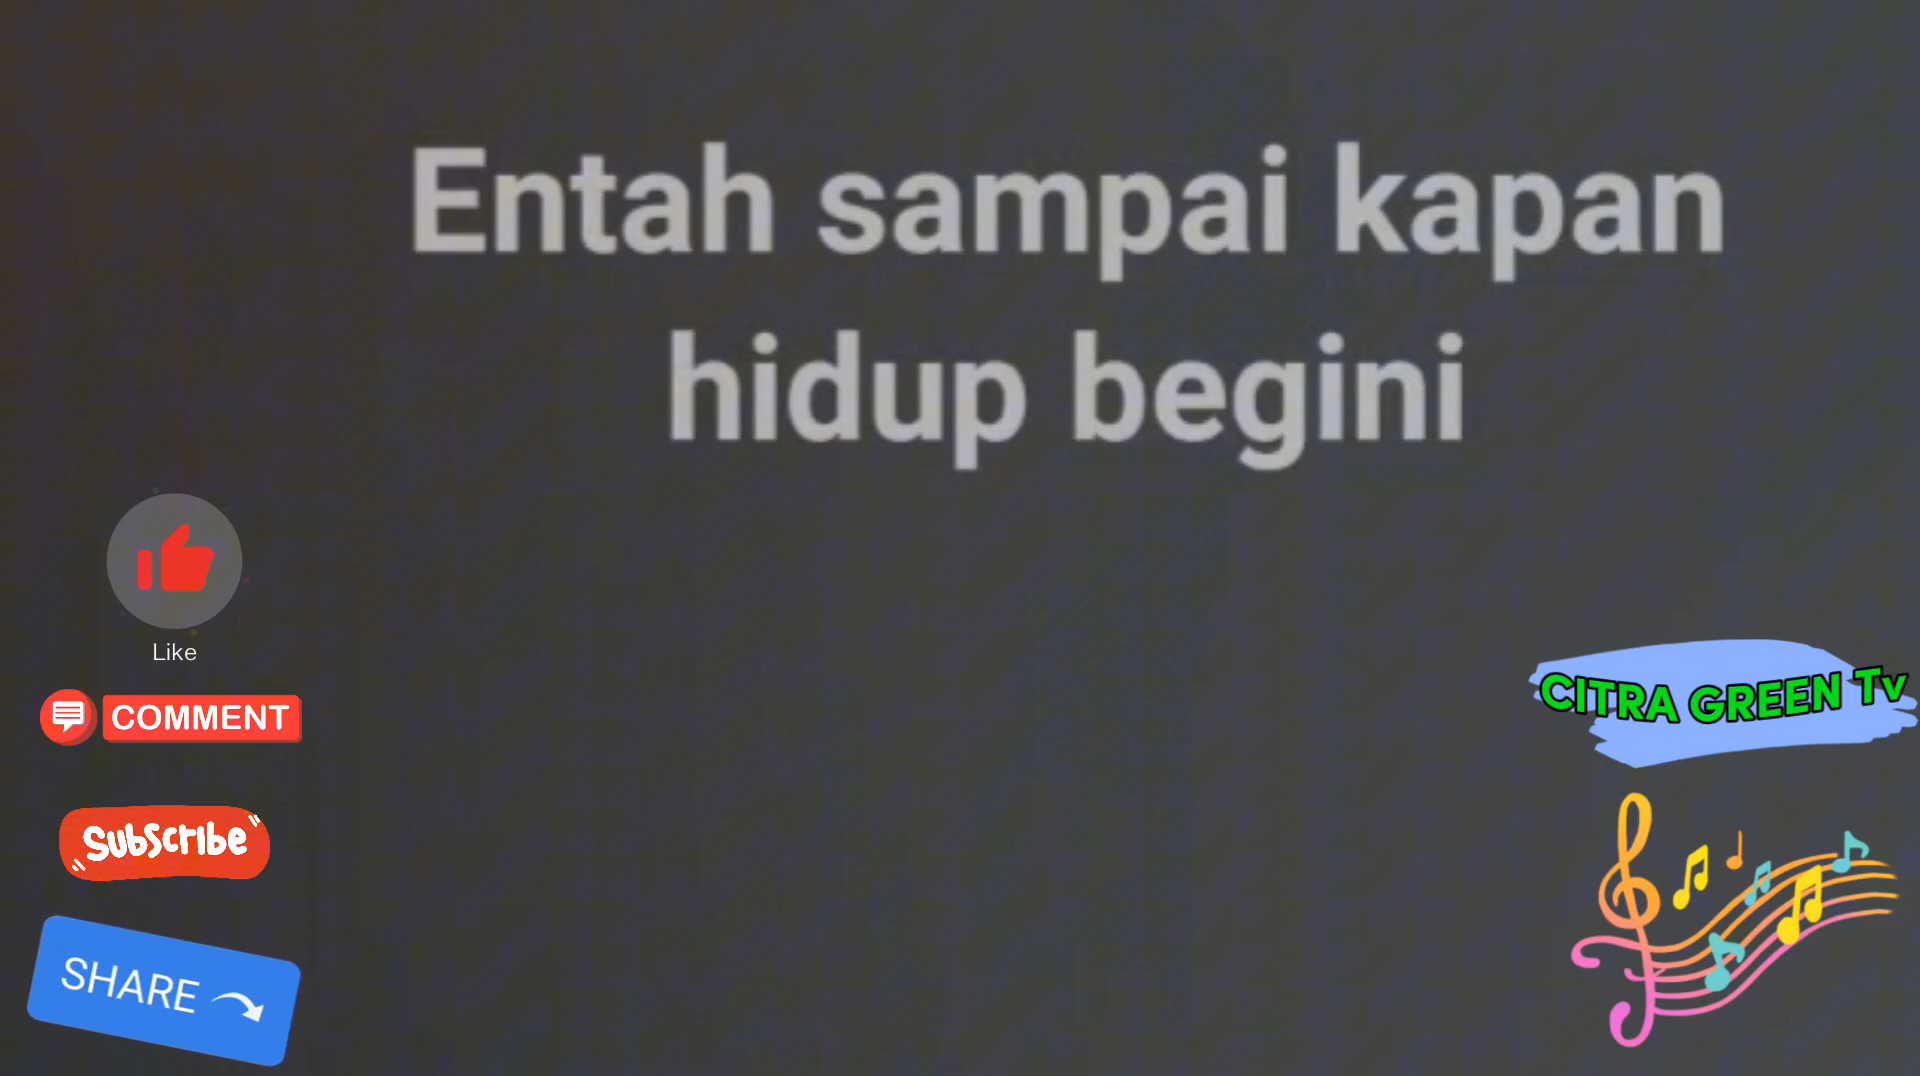 Entah sampai kapan
hidup begini
Like
COMMENT
Subscribe
SHARE
CITRA GREEN Tv